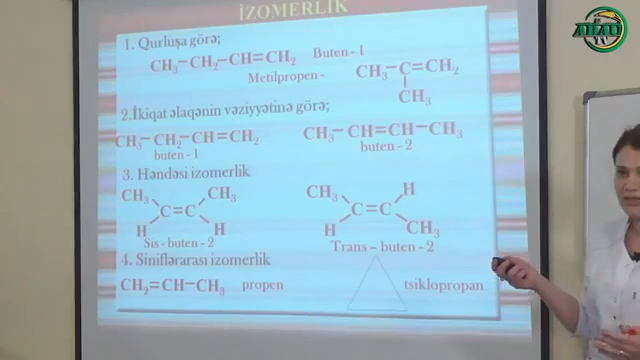 İZOMERLİK
1. Qurluşa görə;
CH₃–CH₂–CH=CH₂ Buten - 1
Metilpropen - CH₃–C=CH₂
CH₃
2.İkiqat əlaqənin vəziyyətinə görə;
CH₃–CH₂–CH=CH₂ CH₃–CH=CH–CH₃
buten - 1 buten - 2
3. Həndəsi izomerlik
CH₃ CH₃ CH₃ H
C=C C=C
H H H CH₃
Sis - buten - 2 Trans – buten - 2
4. Siniflərarası izomerlik
CH₂=CH–CH₃ propen tsiklopropan
ADAU
TV